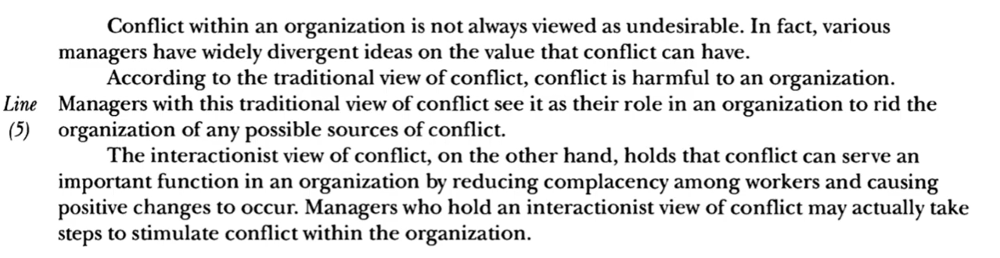 Conflict within an organization is not always viewed as undesirable. In fact, various
managers have widely divergent ideas on the value that conflict can have.
According to the traditional view of conflict, conflict is harmful to an organization.
Line Managers with this traditional view of conflict see it as their role in an organization to rid the
(5) organization of any possible sources of conflict.
The interactionist view of conflict, on the other hand, holds that conflict can serve an
important function in an organization by reducing complacency among workers and causing
positive changes to occur. Managers who hold an interactionist view of conflict may actually take
steps to stimulate conflict within the organization.